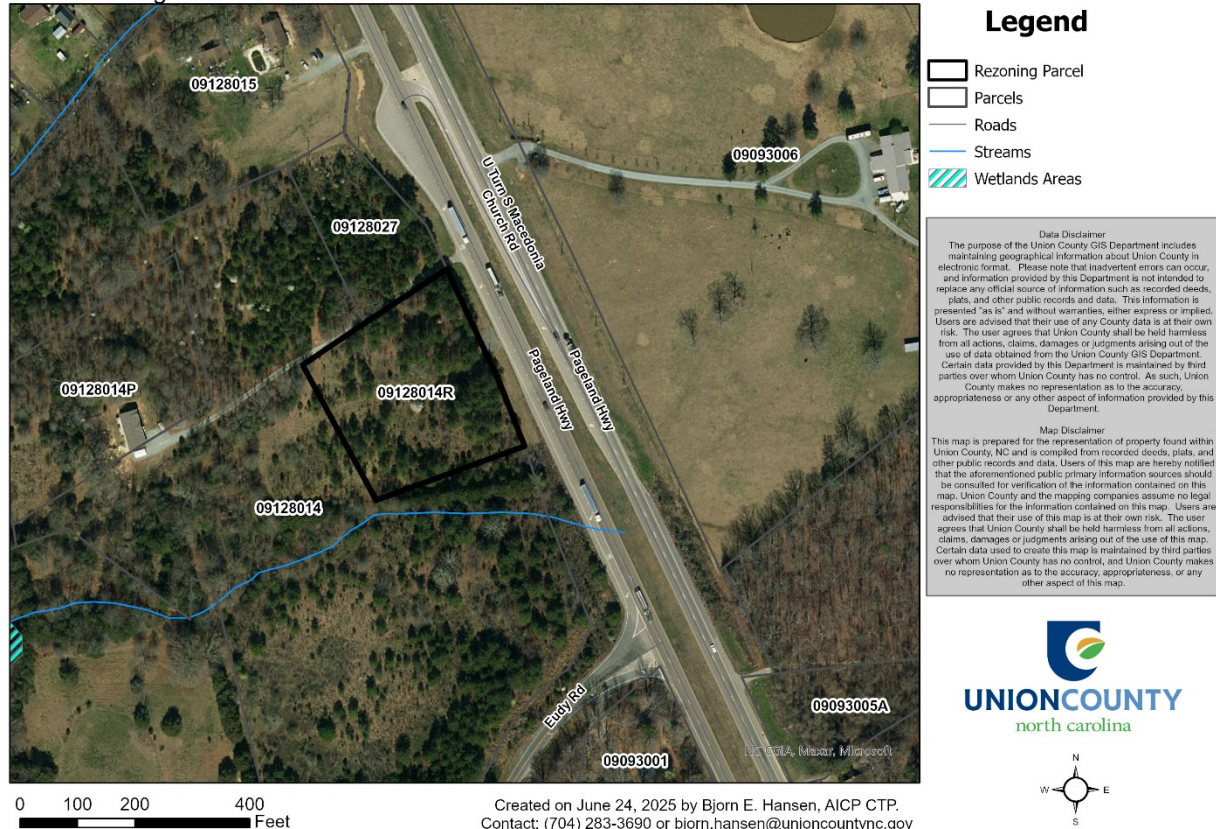 09128015
09093006
U Turn S Macedonia
Church Rd
09128027
09128014P
09128014R
Pageland Hwy
Pageland Hwy
09128014
Eudy Rd
09093005A
09093001
NC CGIA, Maxar, Microsoft
0 100 200 400
Feet
Created on June 24, 2025 by Bjorn E. Hansen, AICP CTP.
Contact: (704) 283-3690 or bjorn.hansen@unioncountync.gov
Legend
Rezoning Parcel
Parcels
Roads
Streams
Wetlands Areas
Data Disclaimer
The purpose of the Union County GIS Department includes
maintaining geographical information about Union County in
electronic format. Please note that inadvertent errors can occur,
and information provided by this Department is not intended to
replace any official source of information such as recorded deeds,
plats, and other public records and data. This information is
presented "as is" and without warranties, either express or implied.
Users are advised that their use of any County data is at their own
risk. The user agrees that Union County shall be held harmless
from all actions, claims, damages or judgments arising out of the
use of data obtained from the Union County GIS Department.
Certain data provided by this Department is maintained by third
parties over whom Union County has no control. As such, Union
County makes no representation as to the accuracy,
appropriateness or any other aspect of information provided by this
Department.
Map Disclaimer
This map is prepared for the representation of property found within
Union County, NC and is compiled from recorded deeds, plats, and
other public records and data. Users of this map are hereby notified
that the aforementioned public primary information sources should
be consulted for verification of the information contained on this
map. Union County and the mapping companies assume no legal
responsibilities for the information contained on this map. Users are
advised that their use of this map is at their own risk. The user
agrees that Union County shall be held harmless from all actions,
claims, damages or judgments arising out of the use of this map.
Certain data used to create this map is maintained by third parties
over whom Union County has no control, and Union County makes
no representation as to the accuracy, appropriateness, or any
other aspect of this map.
UNIONCOUNTY
north carolina
N
W E
S